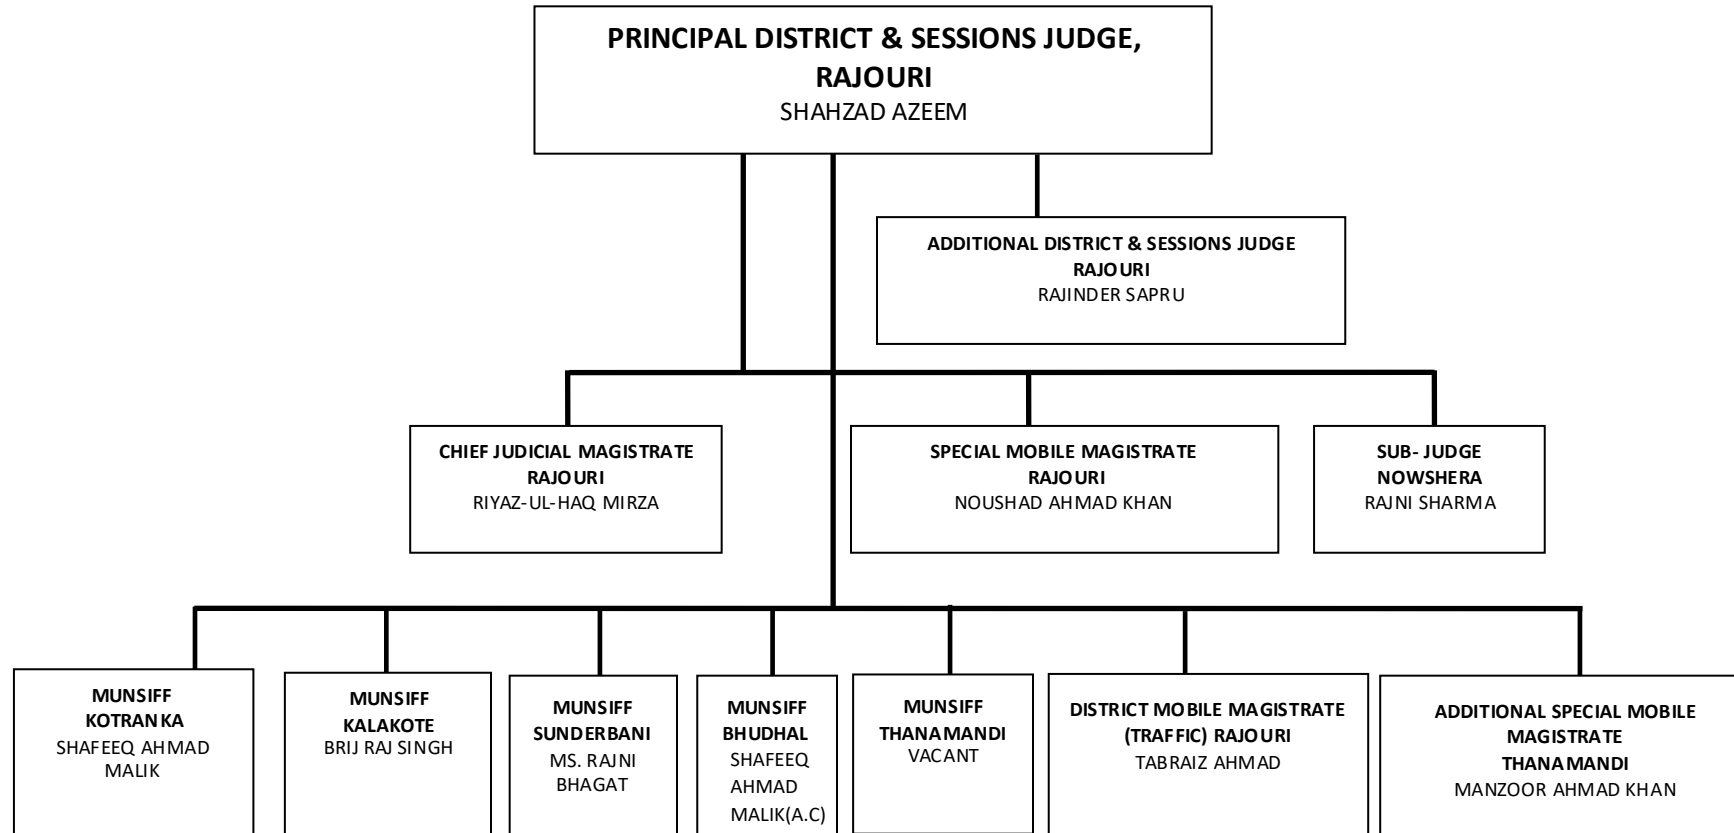 PRINCIPAL DISTRICT & SESSIONS JUDGE,
RAJOURI
SHAHZAD AZEEM
ADDITIONAL DISTRICT & SESSIONS JUDGE
RAJOURI
RAJINDER SAPRU
CHIEF JUDICIAL MAGISTRATE
RAJOURI
RIYAZ-UL-HAQ MIRZA
SPECIAL MOBILE MAGISTRATE
RAJOURI
NOUSHAD AHMAD KHAN
SUB- JUDGE
NOWSHERA
RAJNI SHARMA
MUNSIFF
KOTRANKA
SHAFEEQ AHMAD
MALIK
MUNSIFF
KALAKOTE
BRIJ RAJ SINGH
MUNSIFF
SUNDERBANI
MS. RAJNI
BHAGAT
MUNSIFF
BHUDHAL
SHAFEEQ
AHMAD
MALIK(A.C)
MUNSIFF
THANAMANDI
VACANT
DISTRICT MOBILE MAGISTRATE
(TRAFFIC) RAJOURI
TABRAIZ AHMAD
ADDITIONAL SPECIAL MOBILE
MAGISTRATE
THANAMANDI
MANZOOR AHMAD KHAN